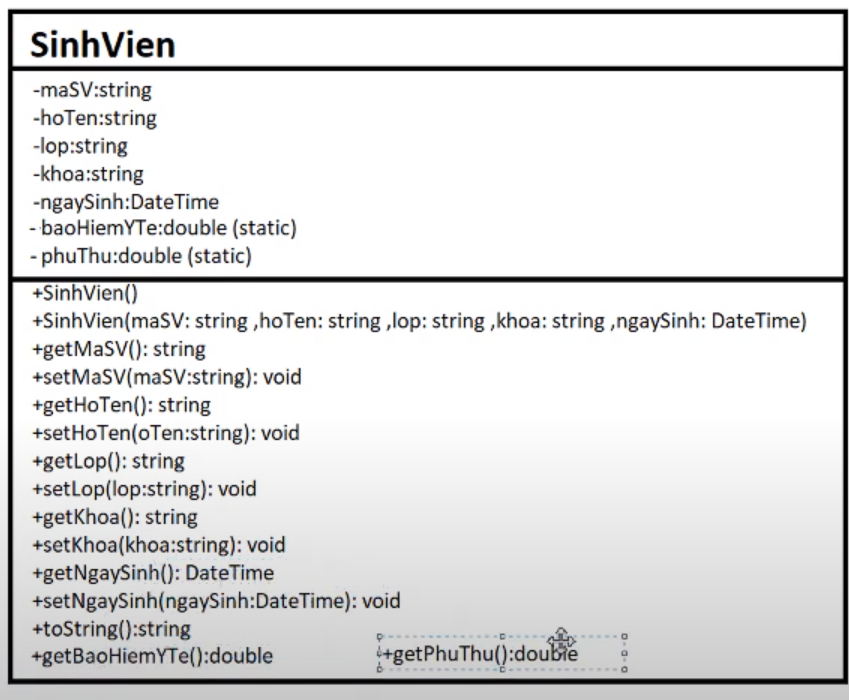 SinhVien
-maSV:string
-hoTen:string
-lop:string
-khoa:string
-ngaySinh:DateTime
- baoHiemYTe:double (static)
- phuThu:double (static)
+SinhVien()
+SinhVien(maSV: string ,hoTen: string ,lop: string ,khoa: string ,ngaySinh: DateTime)
+getMaSV(): string
+setMaSV(maSV:string): void
+getHoTen(): string
+setHoTen(oTen:string): void
+getLop(): string
+setLop(lop:string): void
+getKhoa(): string
+setKhoa(khoa:string): void
+getNgaySinh(): DateTime
+setNgaySinh(ngaySinh:DateTime): void
+toString():string
+getBaoHiemYTe():double
+getPhuThu():double